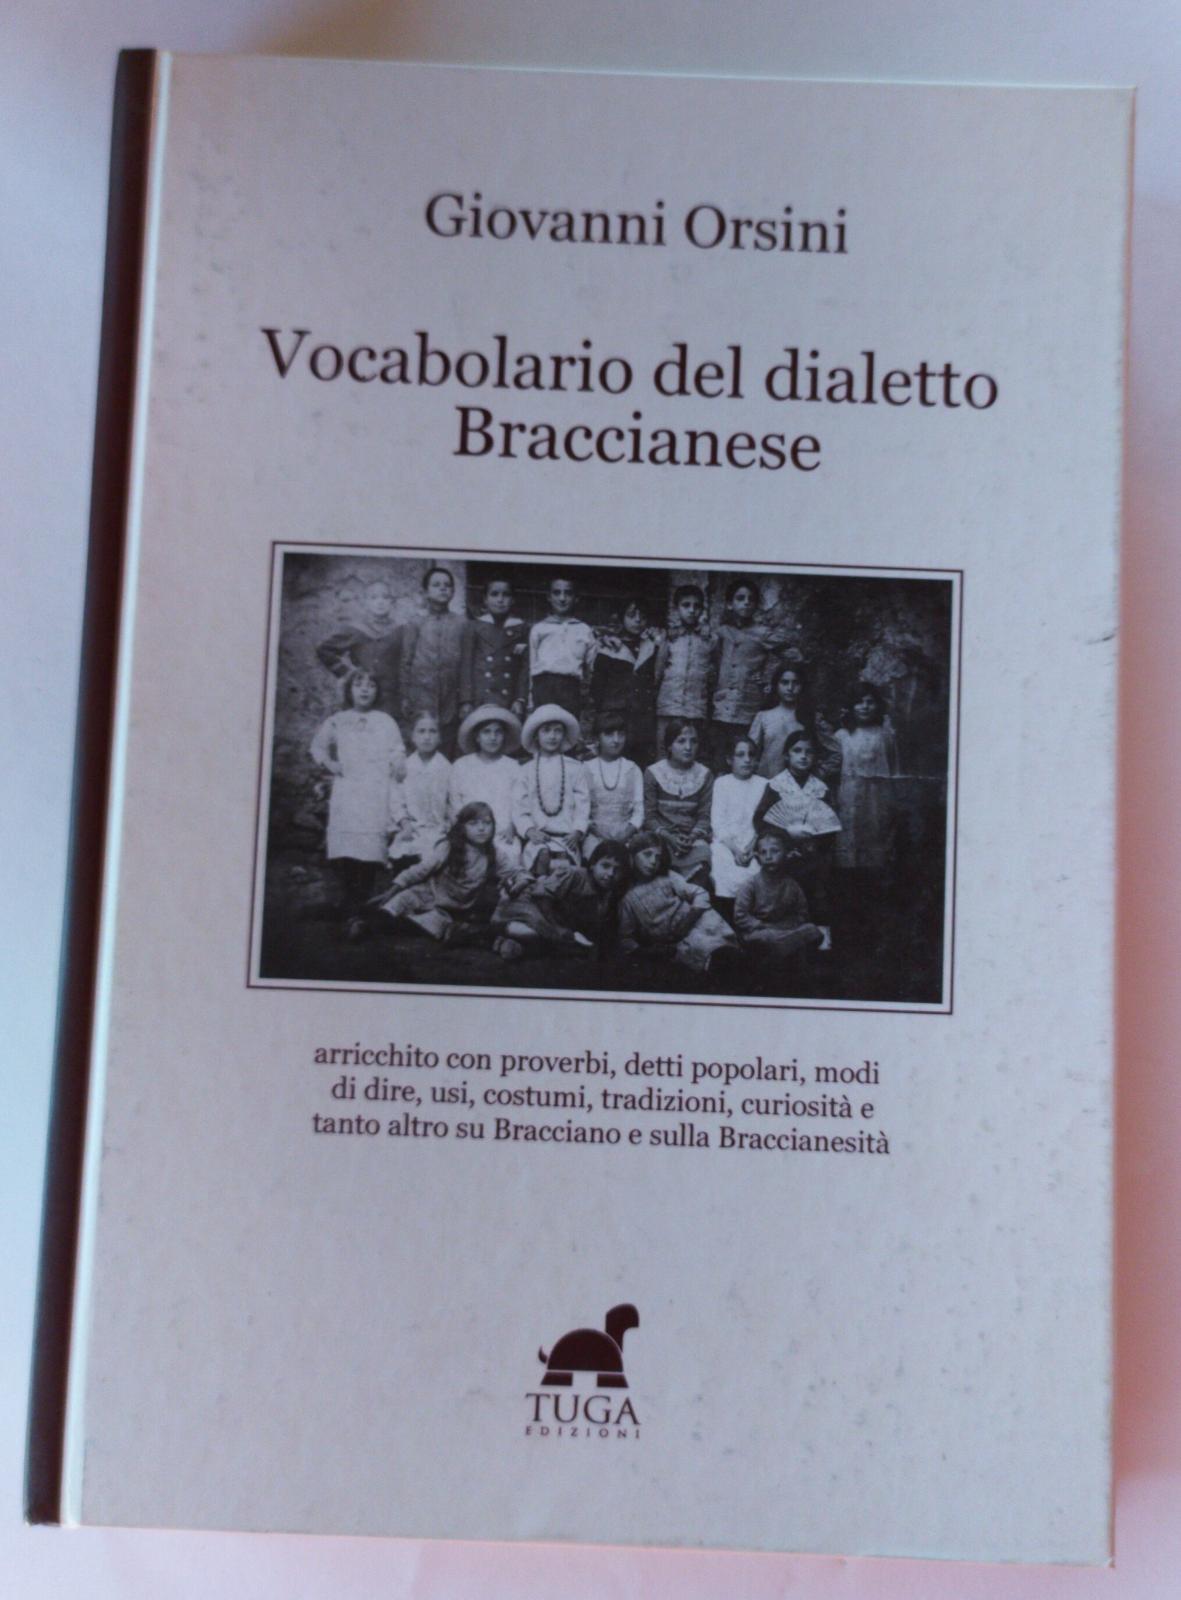 Giovanni Orsini
Vocabolario del dialetto
Braccianese
arricchito con proverbi, detti popolari, modi
di dire, usi, costumi, tradizioni, curiosità e
tanto altro su Bracciano e sulla Braccianesità
TUGA
EDIZIONI